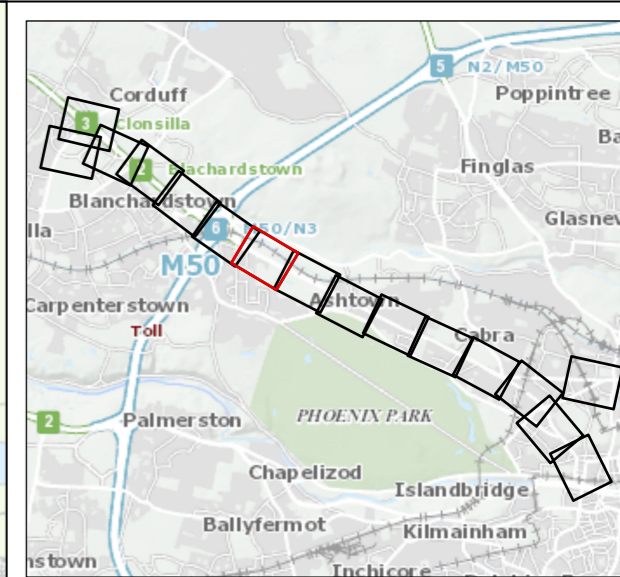 5 N2/M50
Corduff
Poppintree
Ba
3 Clonsilla
Finglas
2 Blachardstown
Blanchardstown
Glasnev
lla
6 M50/N3
M50
Carpenterstown
Ashtown
Toll
Cabra
2
Palmerston
PHOENIX PARK
Chapelizod
Islandbridge
Ballyfermot
Kilmainham
nstown
Inchicore